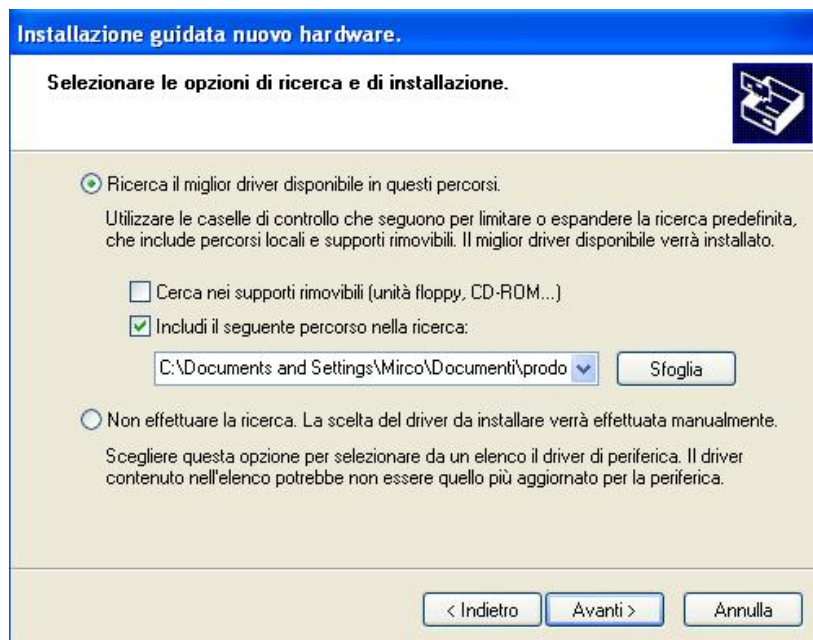 Installazione guidata nuovo hardware.
Selezionare le opzioni di ricerca e di installazione.
Ricerca il miglior driver disponibile in questi percorsi.
Utilizzare le caselle di controllo che seguono per limitare o espandere la ricerca predefinita,
che include percorsi locali e supporti rimovibili. Il miglior driver disponibile verrà installato.
Cerca nei supporti rimovibili (unità floppy, CD-ROM...)
Includi il seguente percorso nella ricerca:
C:\Documents and Settings\Mirco\Documenti\prodo
Sfoglia
Non effettuare la ricerca. La scelta del driver da installare verrà effettuata manualmente.
Scegliere questa opzione per selezionare da un elenco il driver di periferica. Il driver
contenuto nell'elenco potrebbe non essere quello più aggiornato per la periferica.
< Indietro
Avanti >
Annulla